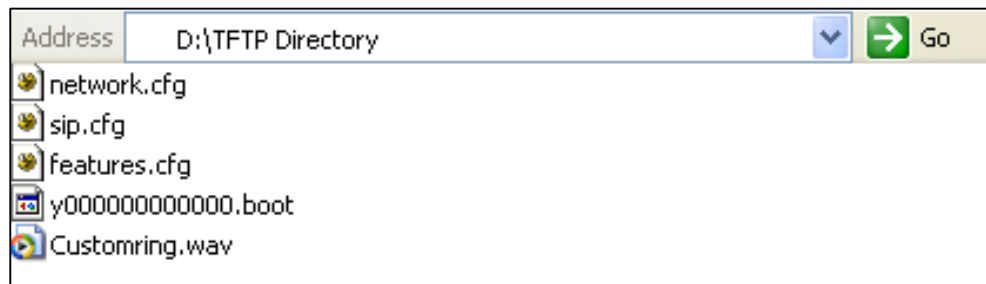 Address D:\TFTP Directory Go
network.cfg
sip.cfg
features.cfg
y000000000000.boot
Customring.wav